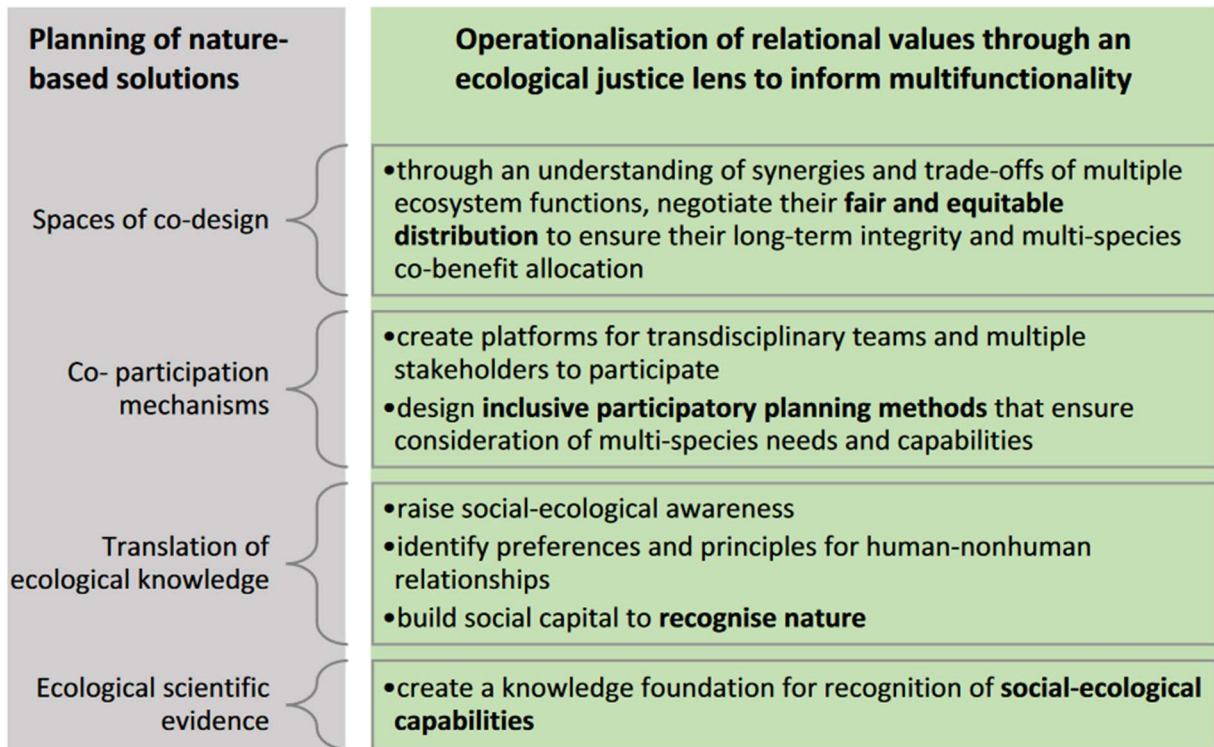 Planning of nature-
based solutions
Operationalisation of relational values through an
ecological justice lens to inform multifunctionality
Spaces of co-design
•through an understanding of synergies and trade-offs of multiple
ecosystem functions, negotiate their fair and equitable
distribution to ensure their long-term integrity and multi-species
co-benefit allocation
Co- participation
mechanisms
•create platforms for transdisciplinary teams and multiple
stakeholders to participate
•design inclusive participatory planning methods that ensure
consideration of multi-species needs and capabilities
Translation of
ecological knowledge
•raise social-ecological awareness
•identify preferences and principles for human-nonhuman
relationships
•build social capital to recognise nature
Ecological scientific
evidence
•create a knowledge foundation for recognition of social-ecological
capabilities